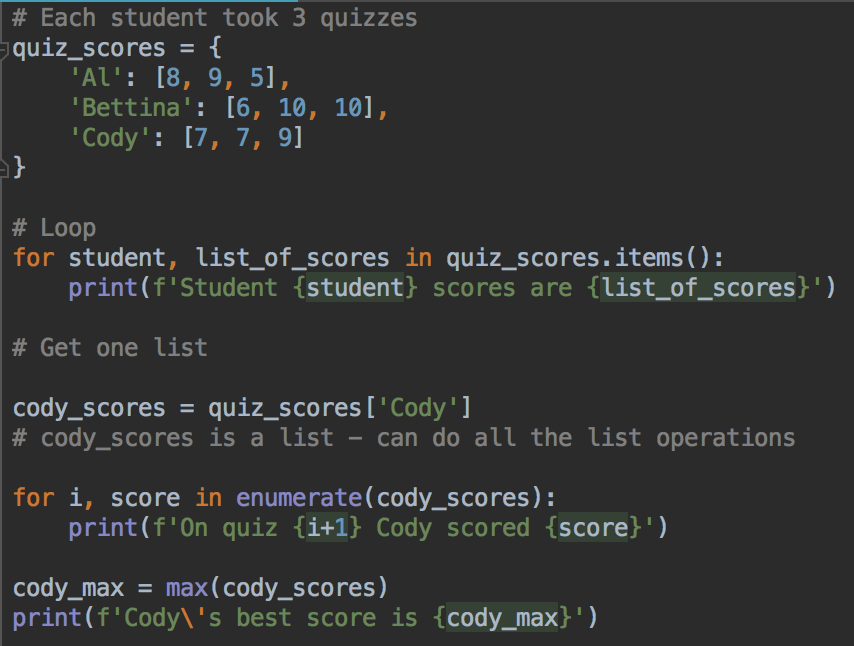 # Each student took 3 quizzes
quiz_scores = {
    'Al': [8, 9, 5],
    'Bettina': [6, 10, 10],
    'Cody': [7, 7, 9]
}
# Loop
for student, list_of_scores in quiz_scores.items():
    print(f'Student {student} scores are {list_of_scores}')
# Get one list
cody_scores = quiz_scores['Cody']
# cody_scores is a list – can do all the list operations
for i, score in enumerate(cody_scores):
    print(f'On quiz {i+1} Cody scored {score}')
cody_max = max(cody_scores)
print(f'Cody\'s best score is {cody_max}')